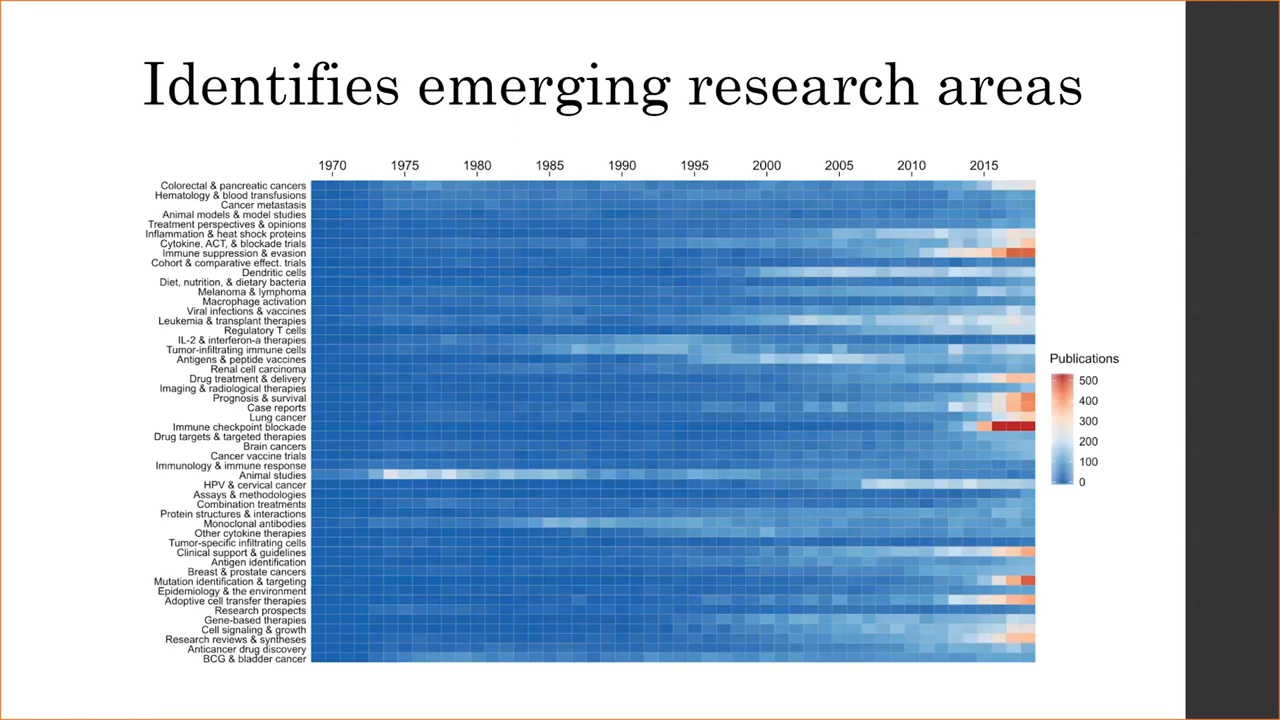 Identifies emerging research areas
1970 1975 1980 1985 1990 1995 2000 2005 2010 2015
Colorectal & pancreatic cancers
Hematology & blood transfusions
Cancer metastasis
Animal models & model studies
Treatment perspectives & opinions
Inflammation & heat shock proteins
Cytokine, ACT, & blockade trials
Immune suppression & evasion
Cohort & comparative effect. trials
Dendritic cells
Diet, nutrition, & dietary bacteria
Melanoma & lymphoma
Macrophage activation
Viral infections & vaccines
Leukemia & transplant therapies
Regulatory T cells
IL-2 & interferon-a therapies
Tumor-infiltrating immune cells
Antigens & peptide vaccines
Renal cell carcinoma
Drug treatment & delivery
Imaging & radiological therapies
Prognosis & survival
Case reports
Lung cancer
Immune checkpoint blockade
Drug targets & targeted therapies
Brain cancers
Cancer vaccine trials
Immunology & immune response
Animal studies
HPV & cervical cancer
Assays & methodologies
Combination treatments
Protein structures & interactions
Monoclonal antibodies
Other cytokine therapies
Tumor-specific infiltrating cells
Clinical support & guidelines
Antigen identification
Breast & prostate cancers
Mutation identification & targeting
Epidemiology & the environment
Adoptive cell transfer therapies
Research prospects
Gene-based therapies
Cell signaling & growth
Research reviews & syntheses
Anticancer drug discovery
BCG & bladder cancer
Publications
500
400
300
200
100
0